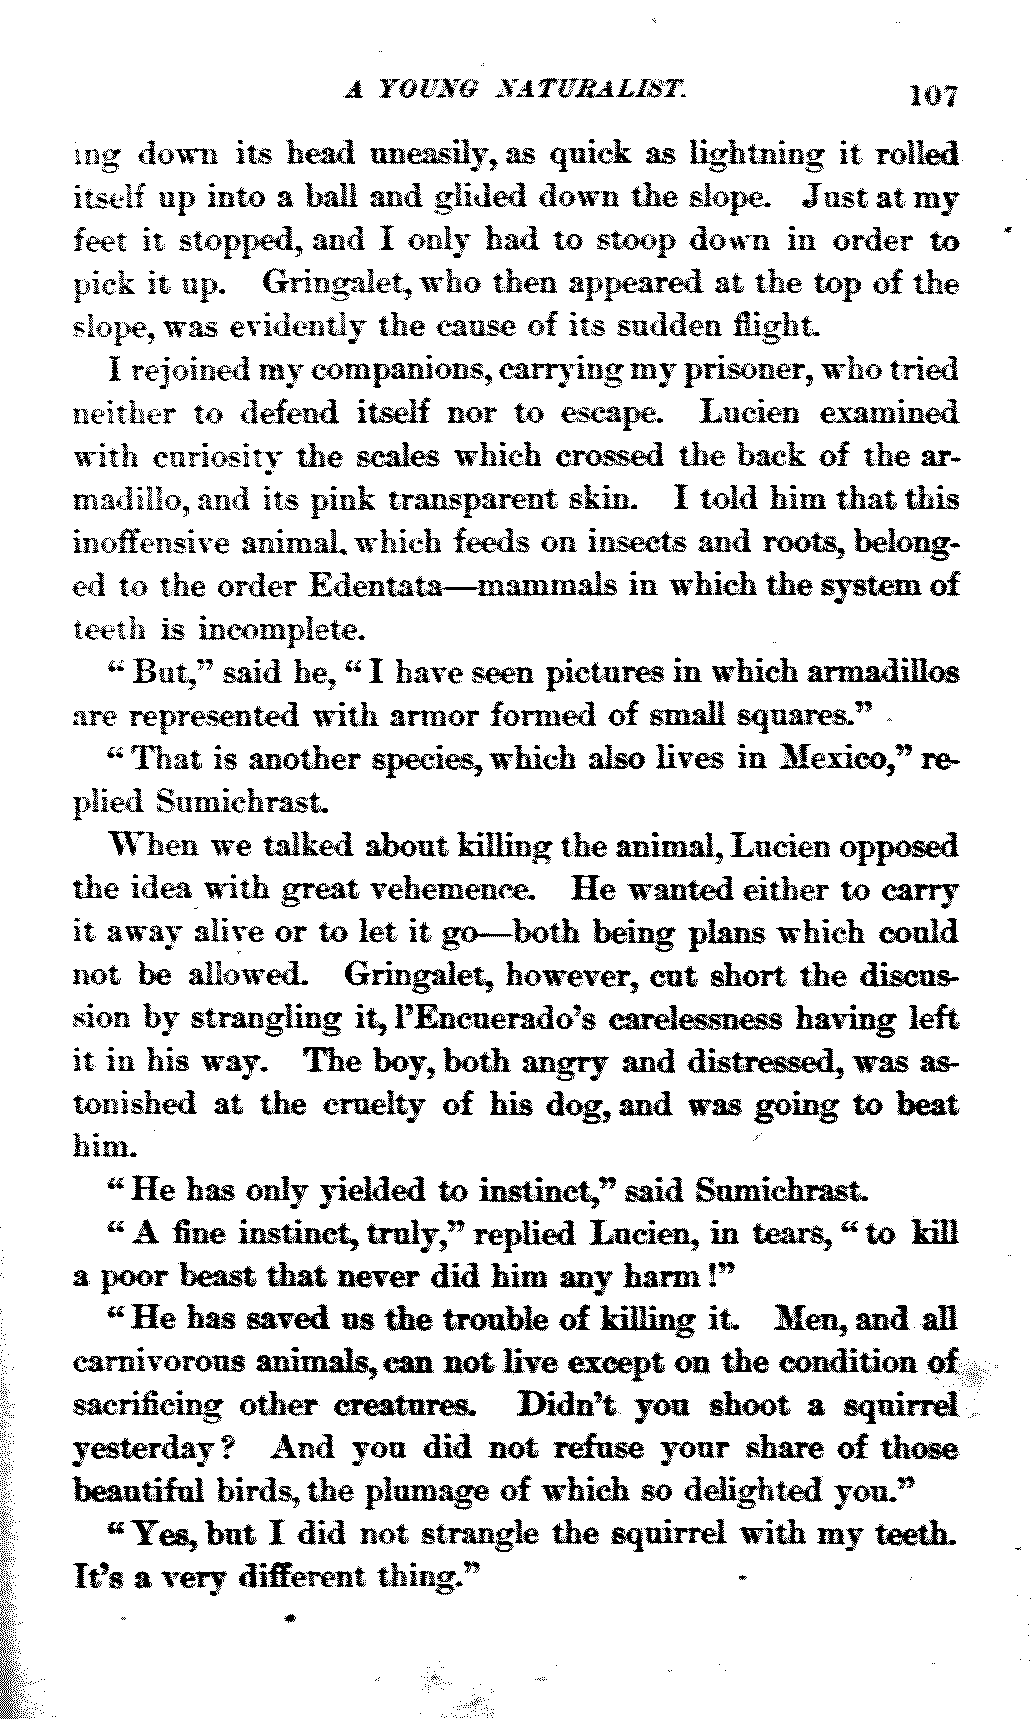 A YOUNG NATURALIST. 107
ing down its head uneasily, as quick as lightning it rolled
itself up into a ball and glided down the slope. Just at my
feet it stopped, and I only had to stoop down in order to
pick it up. Gringalet, who then appeared at the top of the
slope, was evidently the cause of its sudden flight.
I rejoined my companions, carrying my prisoner, who tried
neither to defend itself nor to escape. Lucien examined
with curiosity the scales which crossed the back of the ar-
madillo, and its pink transparent skin. I told him that this
inoffensive animal, which feeds on insects and roots, belong-
ed to the order Edentata—mammals in which the system of
teeth is incomplete.
"But," said he, "I have seen pictures in which armadillos
are represented with armor formed of small squares."
"That is another species, which also lives in Mexico," re-
plied Sumichrast.
When we talked about killing the animal, Lucien opposed
the idea with great vehemence. He wanted either to carry
it away alive or to let it go—both being plans which could
not be allowed. Gringalet, however, cut short the discus-
sion by strangling it, l'Encuerado's carelessness having left
it in his way. The boy, both angry and distressed, was as-
tonished at the cruelty of his dog, and was going to beat
him.
"He has only yielded to instinct," said Sumichrast.
"A fine instinct, truly," replied Lucien, in tears, "to kill
a poor beast that never did him any harm!"
"He has saved us the trouble of killing it. Men, and all
carnivorous animals, can not live except on the condition of
sacrificing other creatures. Didn't you shoot a squirrel
yesterday? And you did not refuse your share of those
beautiful birds, the plumage of which so delighted you."
"Yes, but I did not strangle the squirrel with my teeth.
It's a very different thing."